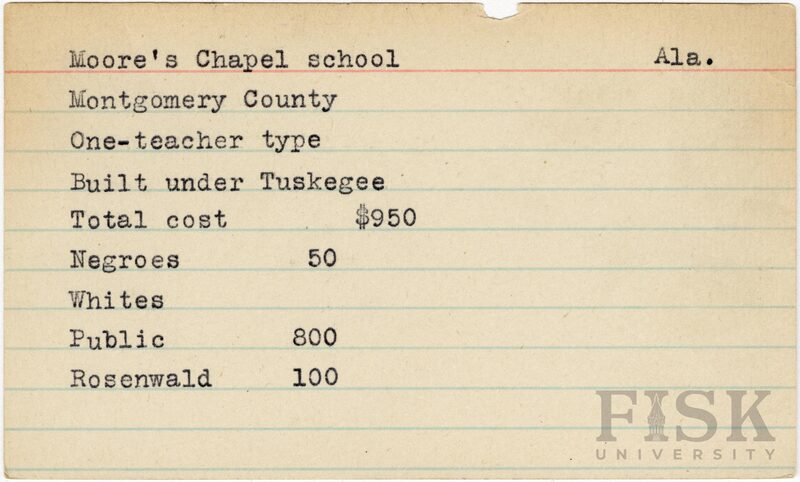 Moore's Chapel school Ala.
Montgomery County
One-teacher type
Built under Tuskegee
Total cost $950
Negroes 50
Whites
Public 800
Rosenwald 100
FISK
UNIVERSITY